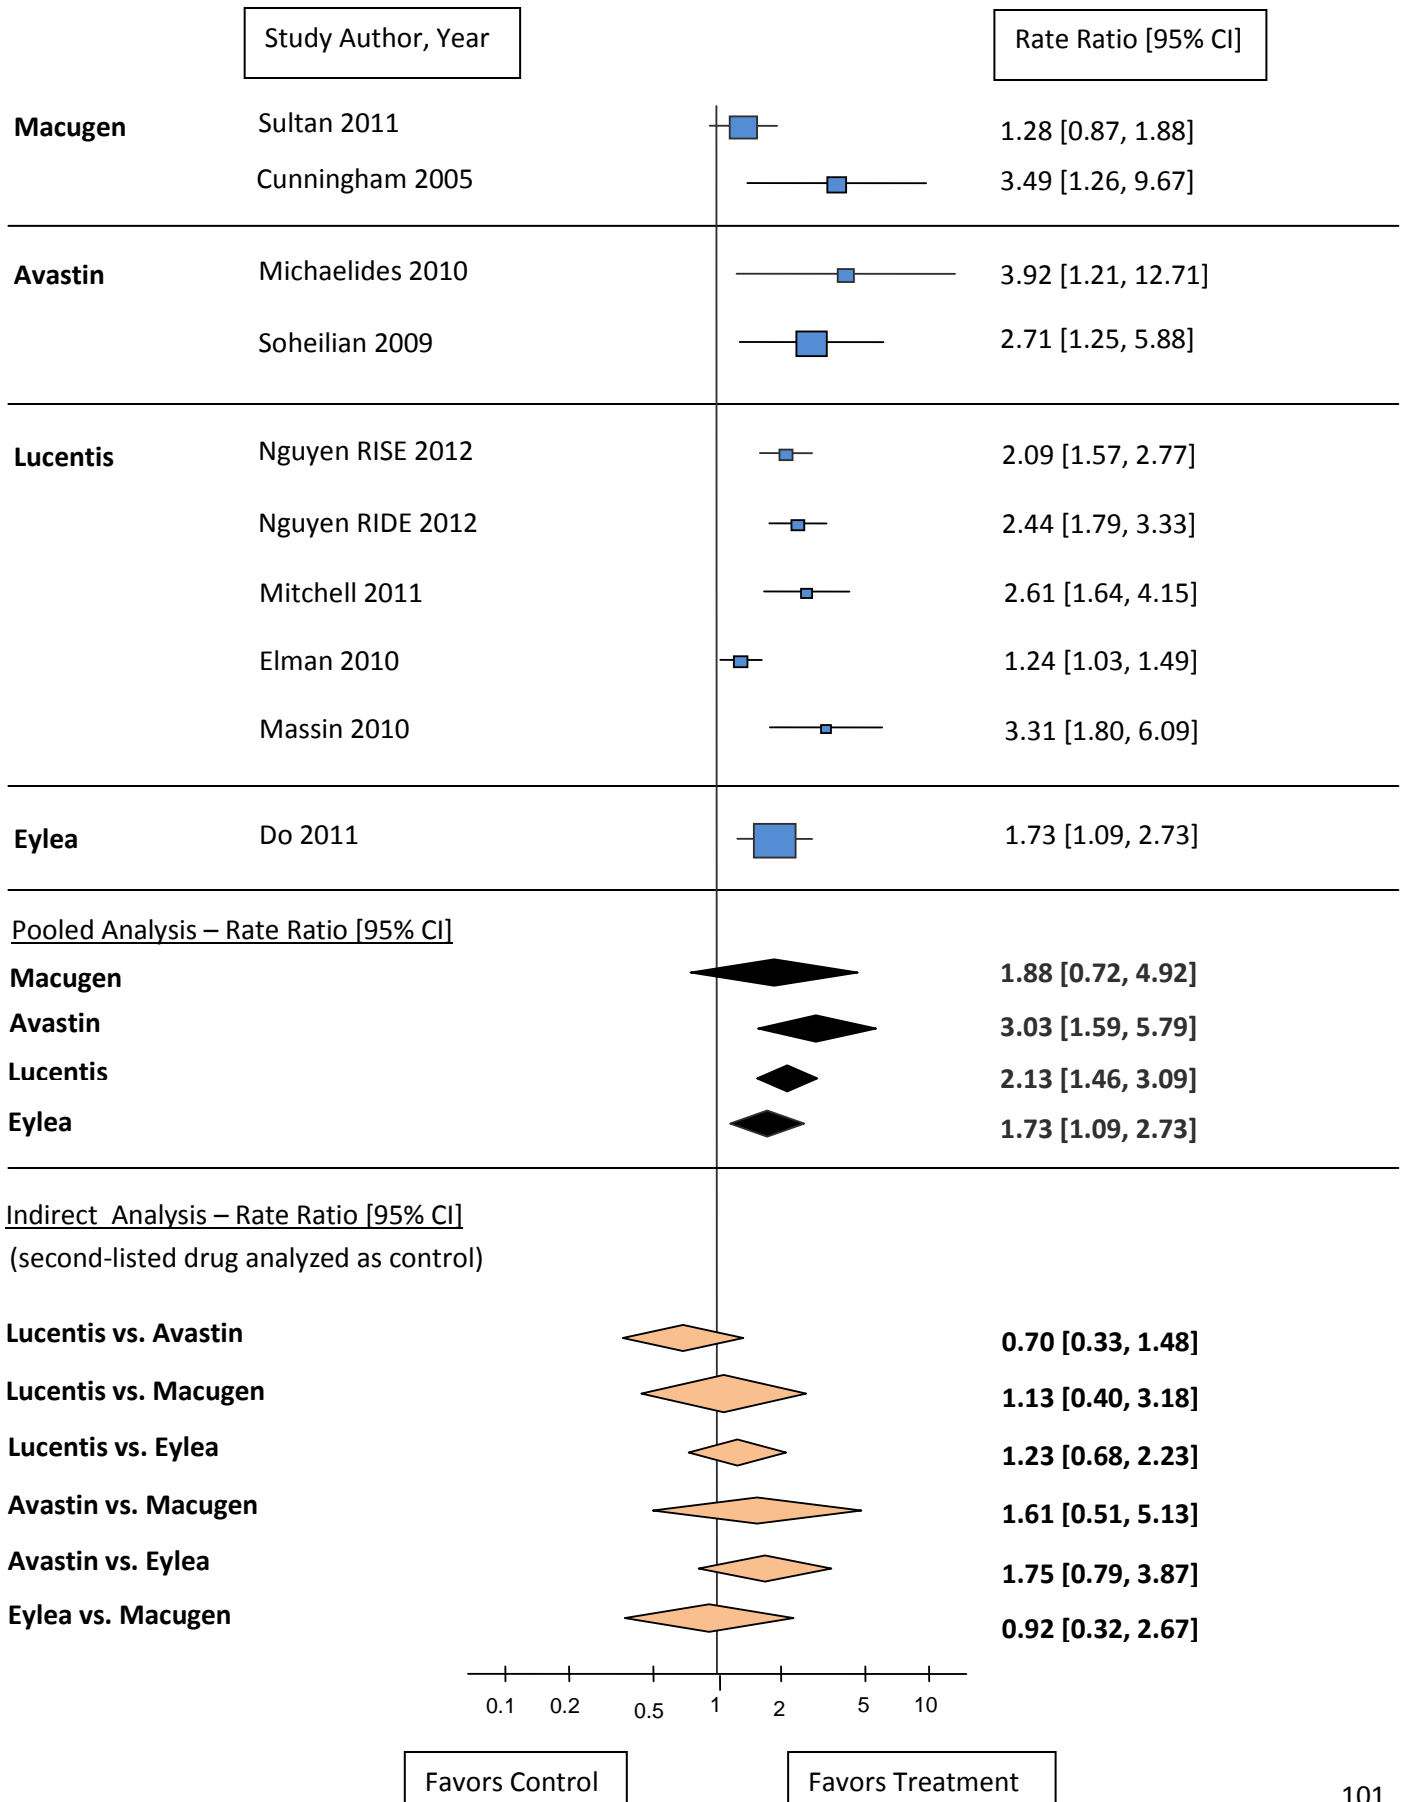 Study Author, Year Rate Ratio [95% CI]
Macugen Sultan 2011 1.28 [0.87, 1.88]
Cunningham 2005 3.49 [1.26, 9.67]
Avastin Michaelides 2010 3.92 [1.21, 12.71]
Soheilian 2009 2.71 [1.25, 5.88]
Lucentis Nguyen RISE 2012 2.09 [1.57, 2.77]
Nguyen RIDE 2012 2.44 [1.79, 3.33]
Mitchell 2011 2.61 [1.64, 4.15]
Elman 2010 1.24 [1.03, 1.49]
Massin 2010 3.31 [1.80, 6.09]
Eylea Do 2011 1.73 [1.09, 2.73]
Pooled Analysis – Rate Ratio [95% CI]
Macugen 1.88 [0.72, 4.92]
Avastin 3.03 [1.59, 5.79]
Lucentis 2.13 [1.46, 3.09]
Eylea 1.73 [1.09, 2.73]
Indirect Analysis – Rate Ratio [95% CI]
(second-listed drug analyzed as control)
Lucentis vs. Avastin 0.70 [0.33, 1.48]
Lucentis vs. Macugen 1.13 [0.40, 3.18]
Lucentis vs. Eylea 1.23 [0.68, 2.23]
Avastin vs. Macugen 1.61 [0.51, 5.13]
Avastin vs. Eylea 1.75 [0.79, 3.87]
Eylea vs. Macugen 0.92 [0.32, 2.67]
0.1 0.2 0.5 1 2 5 10
Favors Control Favors Treatment
101